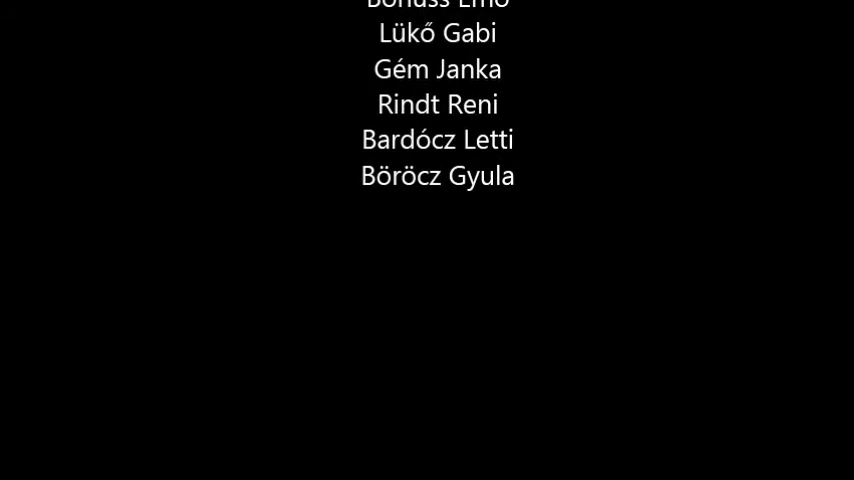 Lükő Gabi
Gém Janka
Rindt Reni
Bardócz Letti
Böröcz Gyula